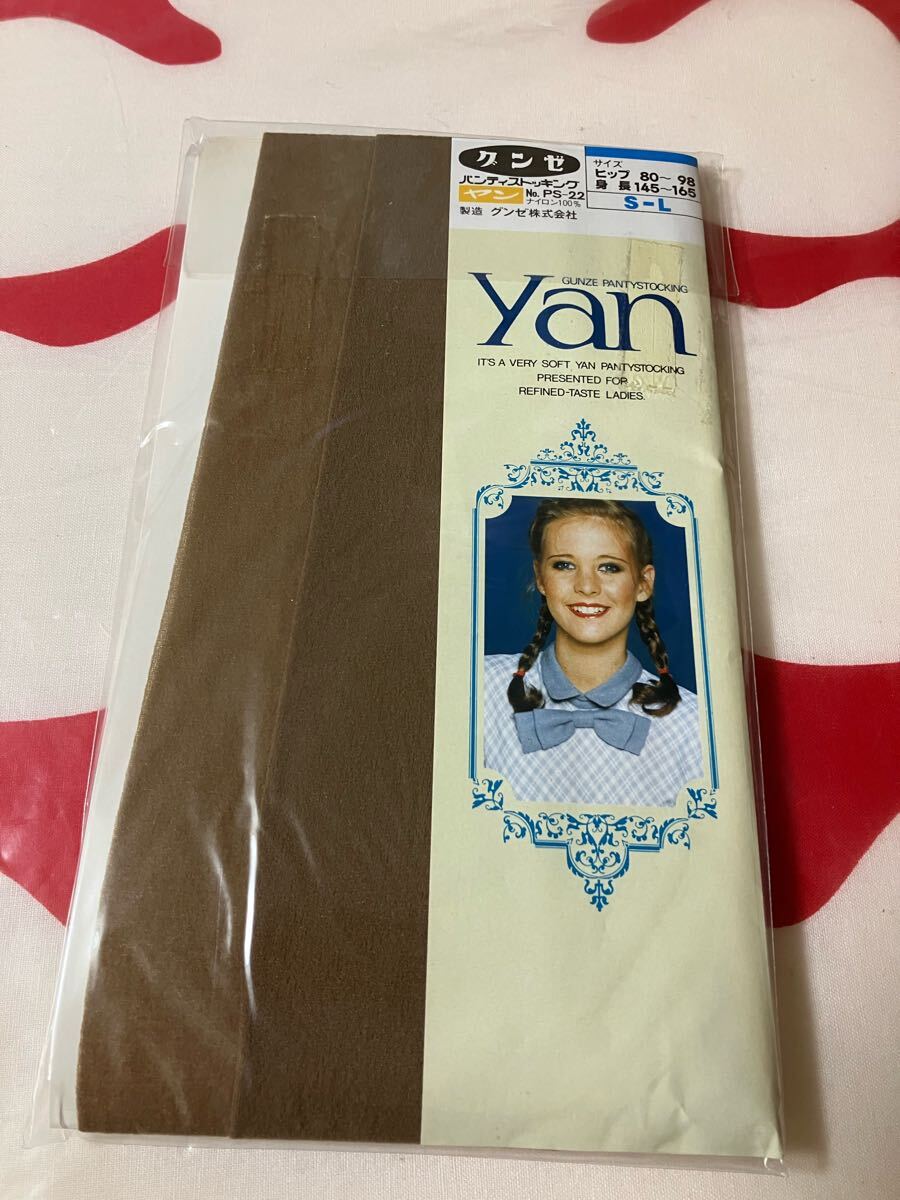 グンゼ
パンティストッキング
ヤン No. PS-22
ナイロン100%
製造 グンゼ株式会社
サイズ
ヒップ 80~98
身長 145~165
S-L
GUNZE PANTYSTOCKING
Yan
IT'S A VERY SOFT YAN PANTYSTOCKING
PRESENTED FOR
REFINED-TASTE LADIES.